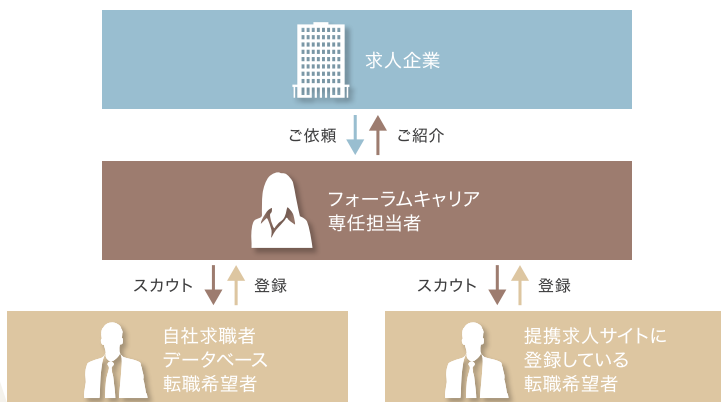 求人企業
ご依頼
ご紹介
フォーラムキャリア
専任担当者
スカウト
登録
スカウト
登録
自社求職者
データベース
転職希望者
提携求人サイトに
登録している
転職希望者